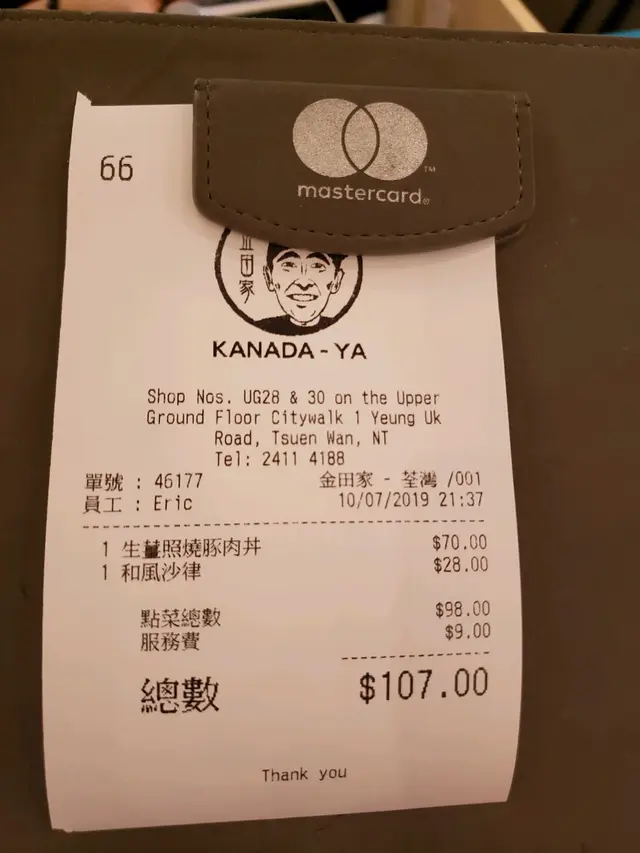 mastercard®
TM
66
田家
KANADA-YA
Shop Nos. UG28 & 30 on the Upper
Ground Floor Citywalk 1 Yeung Uk
Road, Tsuen Wan, NT
Tel: 2411 4188
單號 : 46177 金田家 - 荃灣 /001
員工 : Eric 10/07/2019 21:37
1 生薑照燒豚肉丼 $70.00
1 和風沙律 $28.00
點菜總數 $98.00
服務費 $9.00
總數 $107.00
Thank you